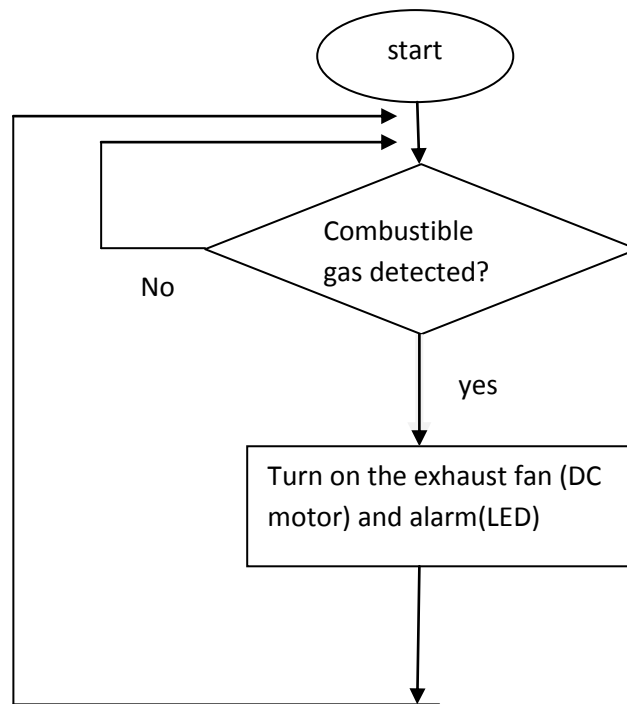 start
Combustible
gas detected?
No
yes
Turn on the exhaust fan (DC
motor) and alarm(LED)